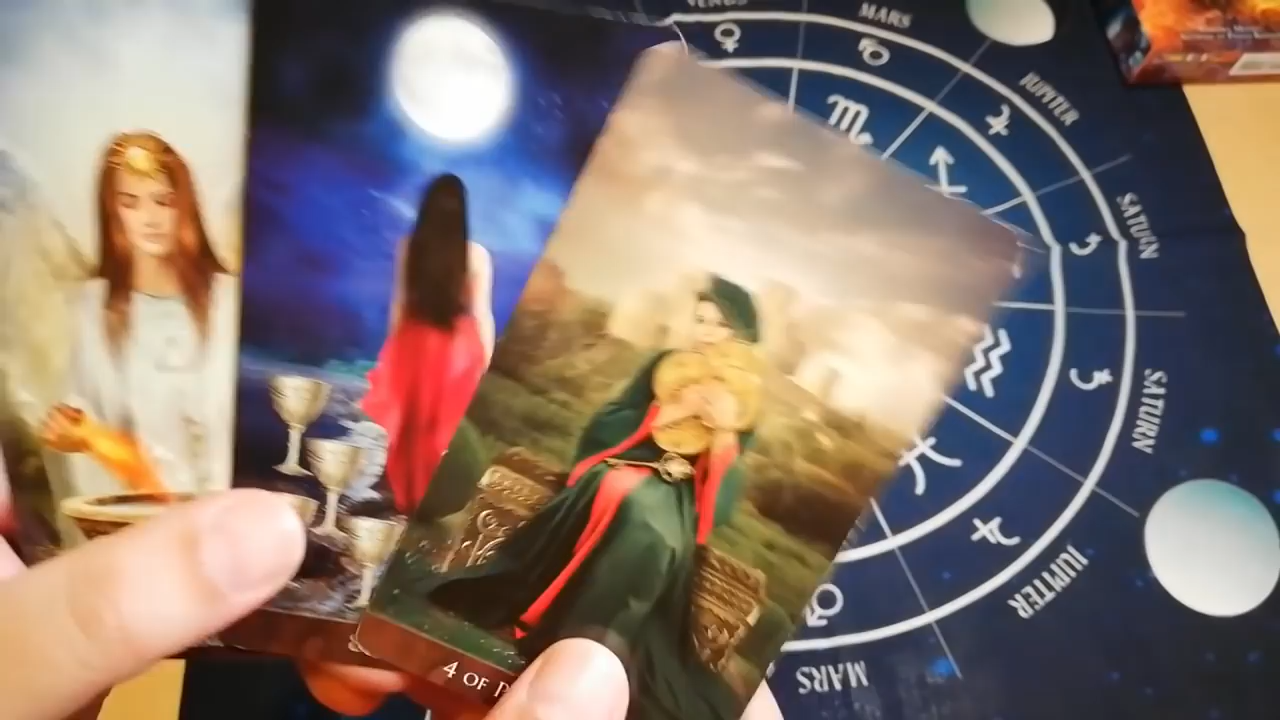 VENUS
MARS
JUPITER
SATURN
SATURN
JUPITER
MARS
4 OF P